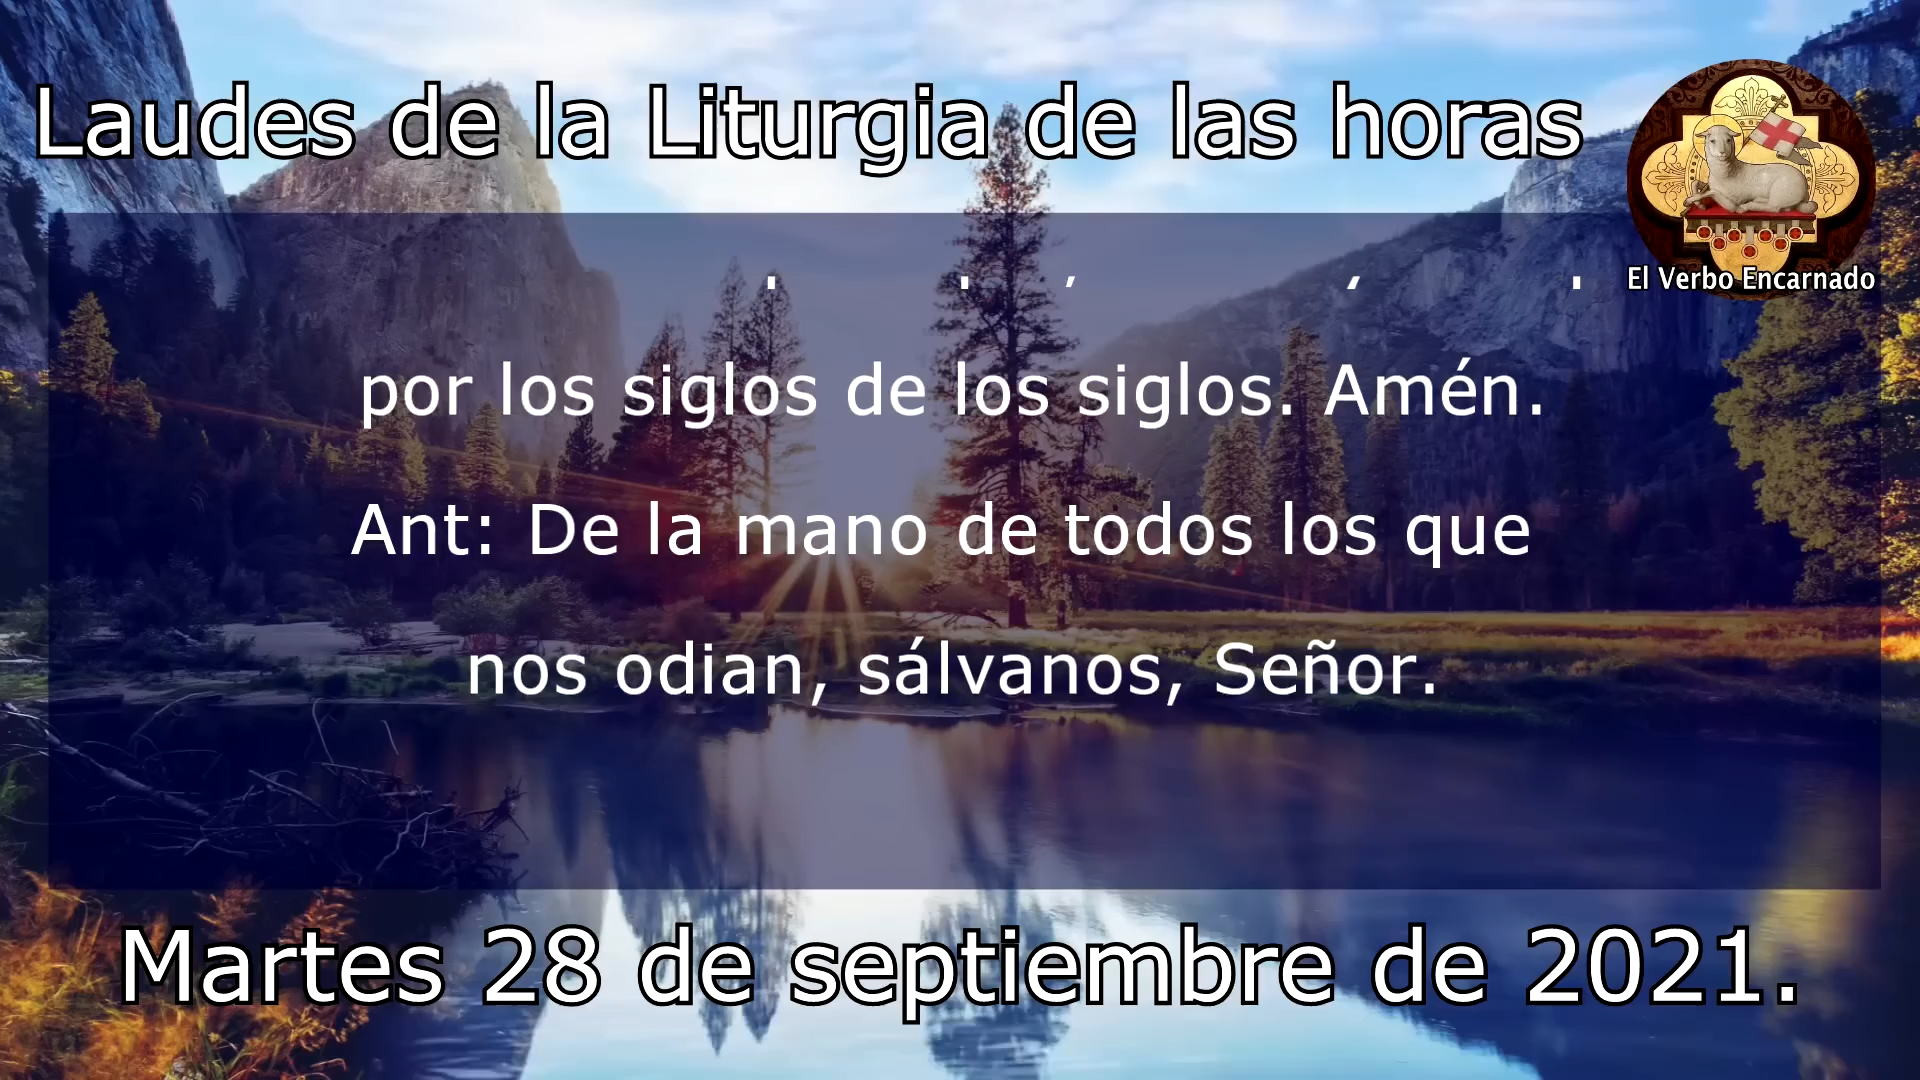 Laudes de la Liturgia de las horas
El Verbo Encarnado
por los siglos de los siglos. Amén.
Ant: De la mano de todos los que
nos odian, sálvanos, Señor.
Martes 28 de septiembre de 2021.